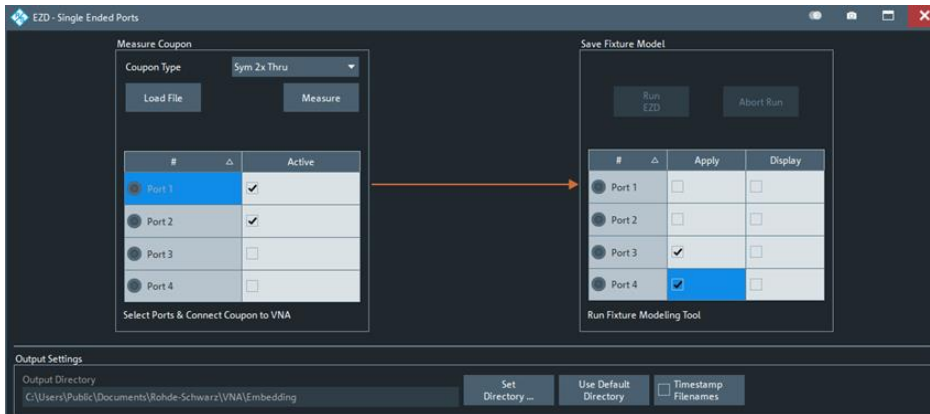 EZD - Single Ended Ports
Measure Coupon
Coupon Type
Sym 2x Thru
Load File
Measure
# Active
Port 1
Port 2
Port 3
Port 4
Select Ports & Connect Coupon to VNA
Save Fixture Model
Run
EZD
Abort Run
# Apply Display
Port 1
Port 2
Port 3
Port 4
Run Fixture Modeling Tool
Output Settings
Output Directory
C:\Users\Public\Documents\Rohde-Schwarz\VNA\Embedding
Set
Directory ...
Use Default
Directory
Timestamp
Filenames